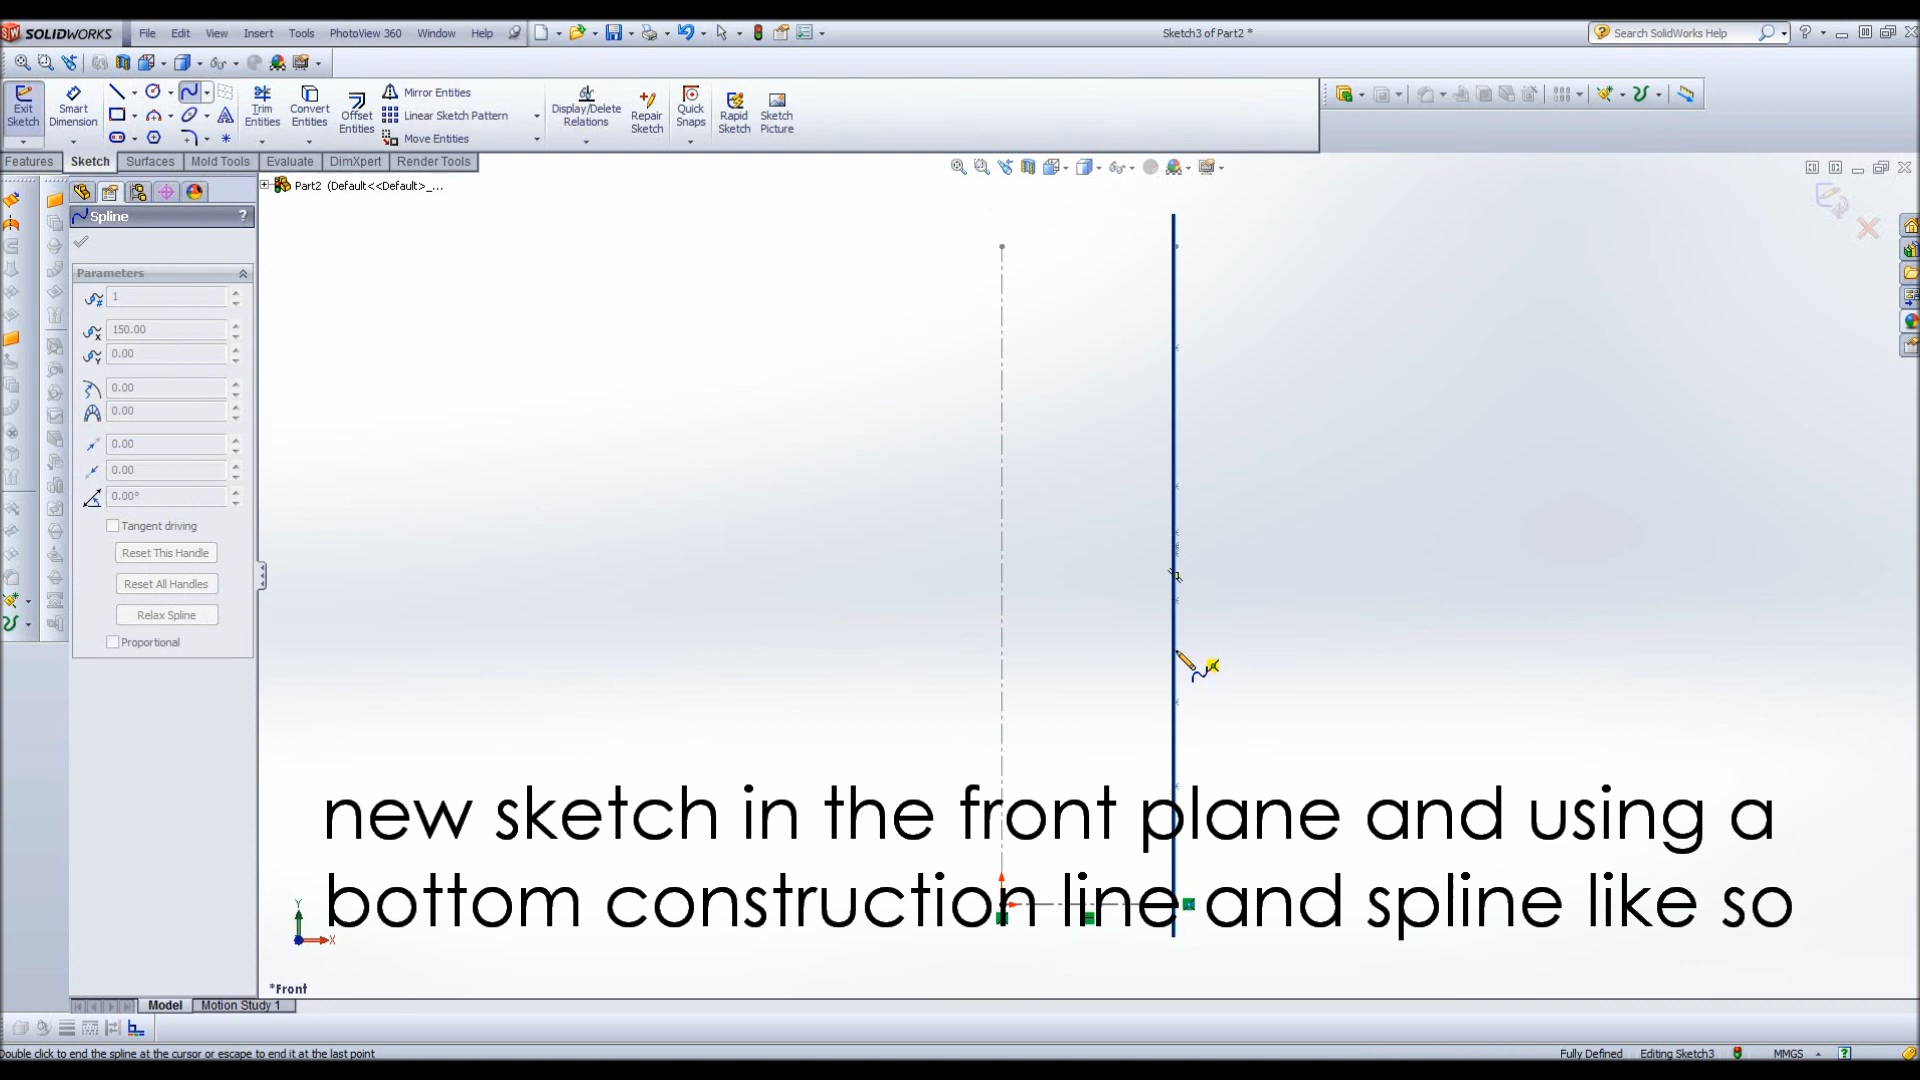 SOLIDWORKS File Edit View Insert Tools PhotoView 360 Window Help Sketch3 of Part2 * Search SolidWorks Help ?
Exit Sketch Smart Dimension Trim Entities Convert Entities Offset Entities Mirror Entities Linear Sketch Pattern Move Entities Display/Delete Relations Repair Sketch Quick Snaps Rapid Sketch Sketch Picture
Features Sketch Surfaces Mold Tools Evaluate DimXpert Render Tools
Part2 (Default<<Default>_...
Spline ?
Parameters
1
150.00
0.00
0.00
0.00
0.00
0.00
0.00°
Tangent driving
Reset This Handle
Reset All Handles
Relax Spline
Proportional
new sketch in the front plane and using a
bottom construction line and spline like so
Y
X
*Front
Model Motion Study 1
Double click to end the spline at the cursor or escape to end it at the last point Fully Defined Editing Sketch3 MMGS ?